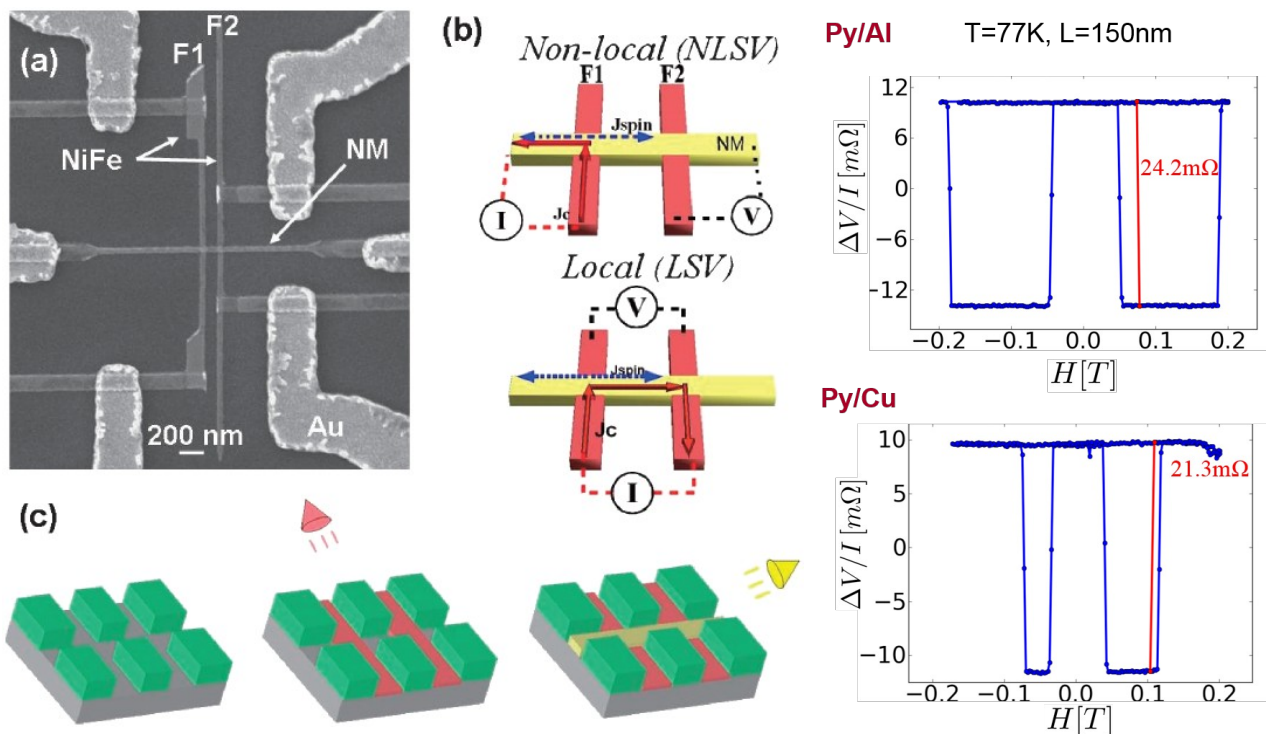 (a)
F1
F2
NiFe
NM
Au
200 nm
(b)
Non-local (NLSV)
F1
F2
Jspin
NM
I
Jc
V
Local (LSV)
V
Jspin
Jc
I
(c)
Py/Al
T=77K, L=150nm
12
6
0
−6
−12
ΔV/I [mΩ]
24.2mΩ
−0.2 −0.1 0.0 0.1 0.2
H[T]
Py/Cu
10
5
0
−5
−10
ΔV/I [mΩ]
21.3mΩ
−0.2 −0.1 0.0 0.1 0.2
H[T]